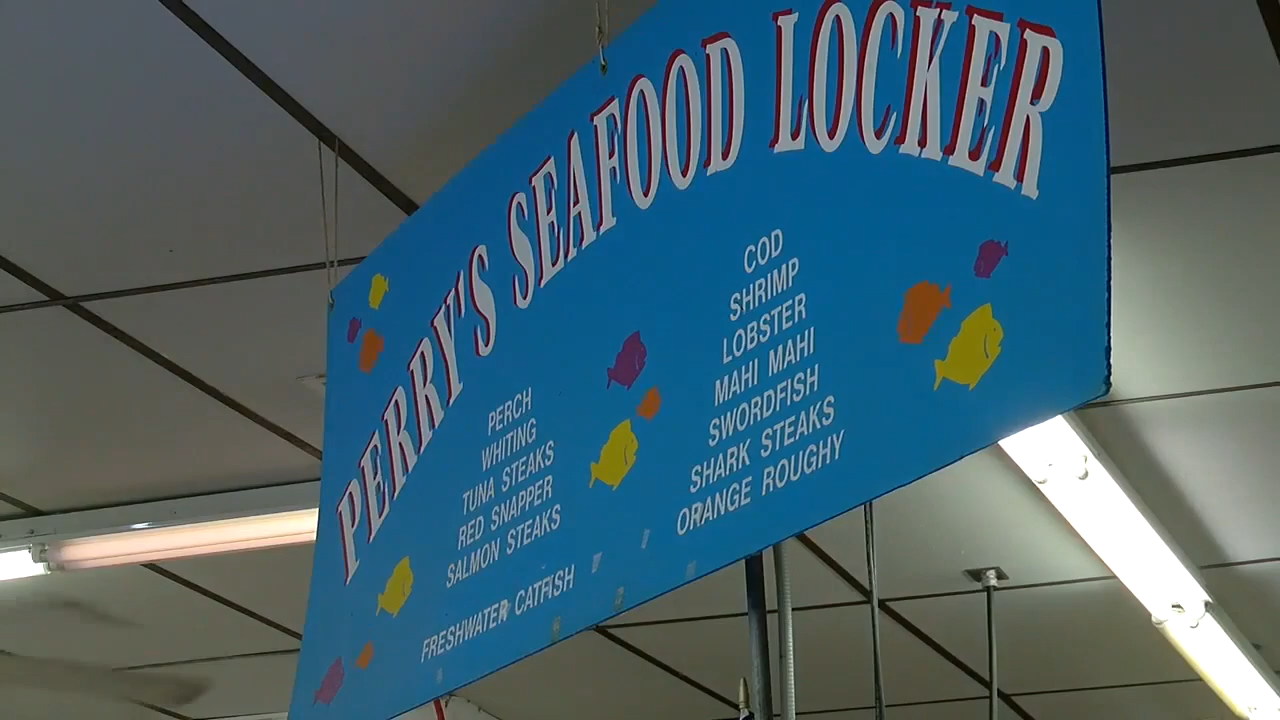 PERRY'S SEAFOOD LOCKER
PERCH
WHITING
TUNA STEAKS
RED SNAPPER
SALMON STEAKS
FRESHWATER CATFISH
COD
SHRIMP
LOBSTER
MAHI MAHI
SWORDFISH
SHARK STEAKS
ORANGE ROUGHY